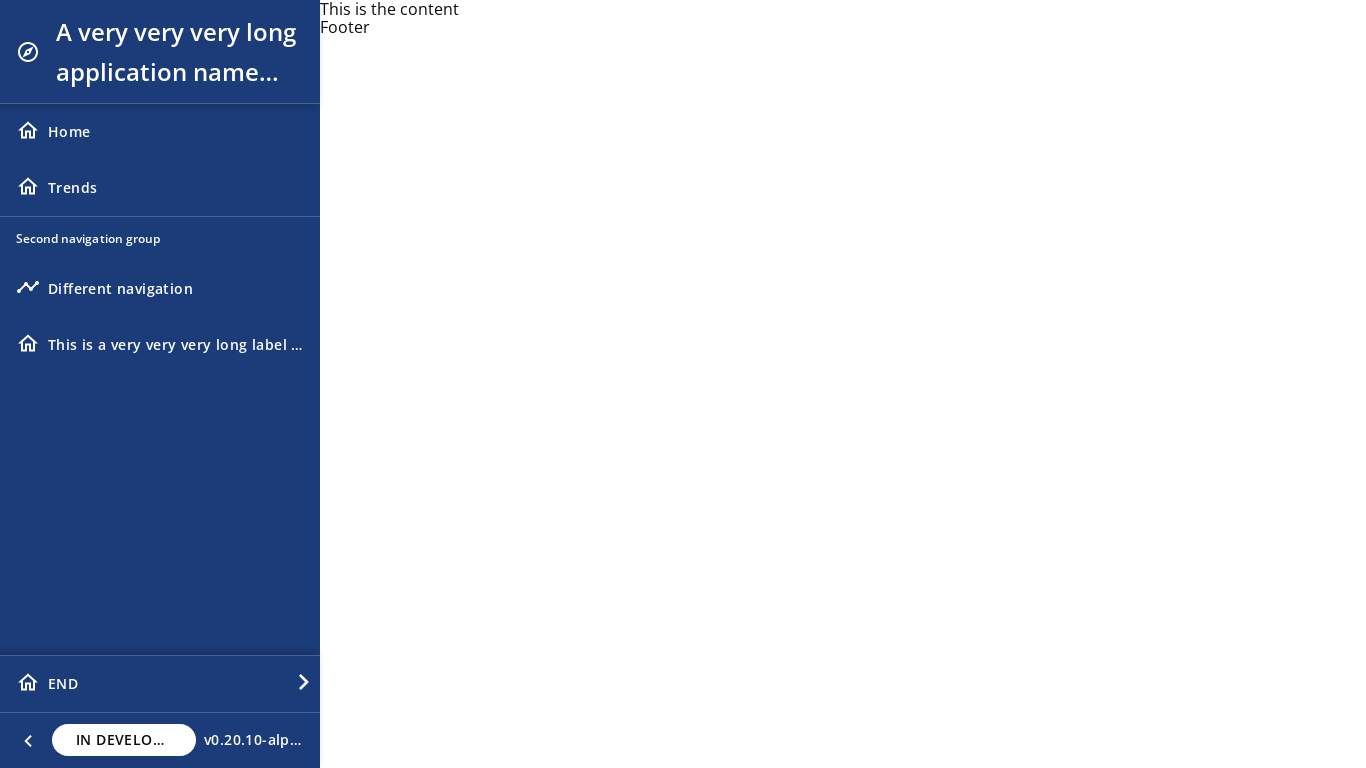 A very very very long
application name...
Home
Trends
Second navigation group
Different navigation
This is a very very very long label ...
END
IN DEVELO...
v0.20.10-alp...
This is the content
Footer